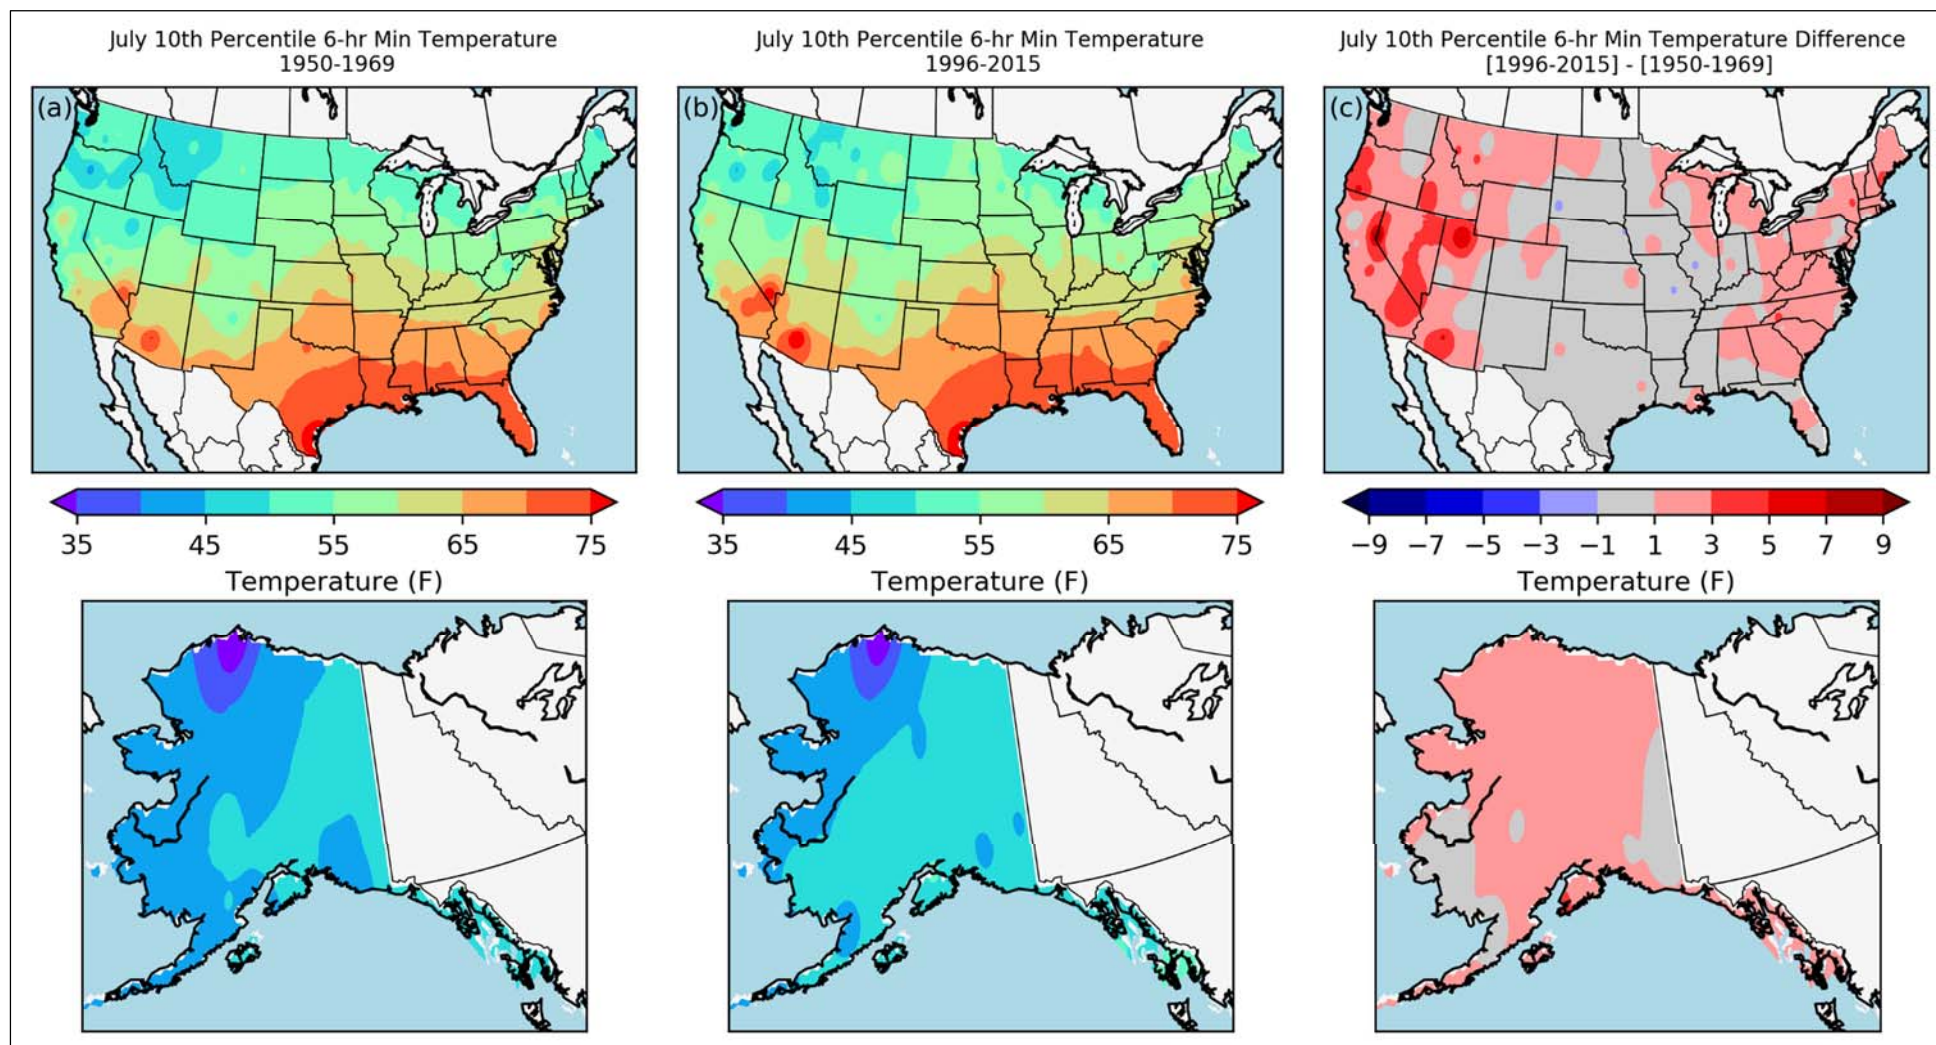 July 10th Percentile 6-hr Min Temperature
1950-1969
July 10th Percentile 6-hr Min Temperature
1996-2015
July 10th Percentile 6-hr Min Temperature Difference
[1996-2015] - [1950-1969]
(a)
(b)
(c)
35 45 55 65 75
35 45 55 65 75
−9 −7 −5 −3 −1 1 3 5 7 9
Temperature (F)
Temperature (F)
Temperature (F)